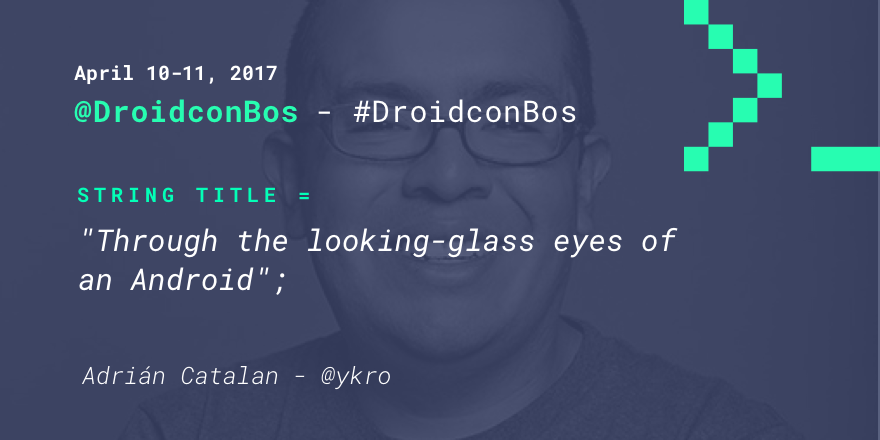 April 10-11, 2017
@DroidconBos - #DroidconBos
STRING TITLE =
"Through the looking-glass eyes of
an Android";
Adrián Catalan - @ykro